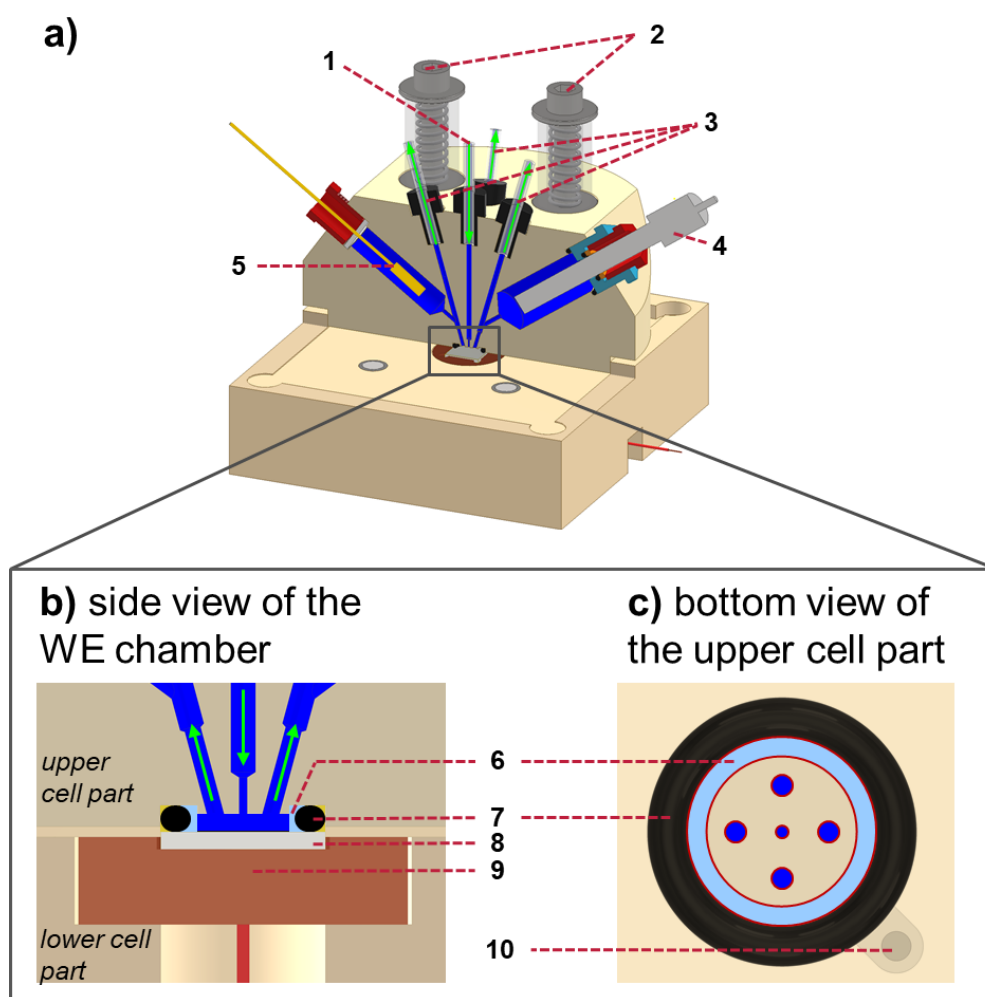 a)
1
2
3
4
5
b) side view of the
WE chamber
c) bottom view of
the upper cell part
upper
cell part
lower cell
part
6
7
8
9
10